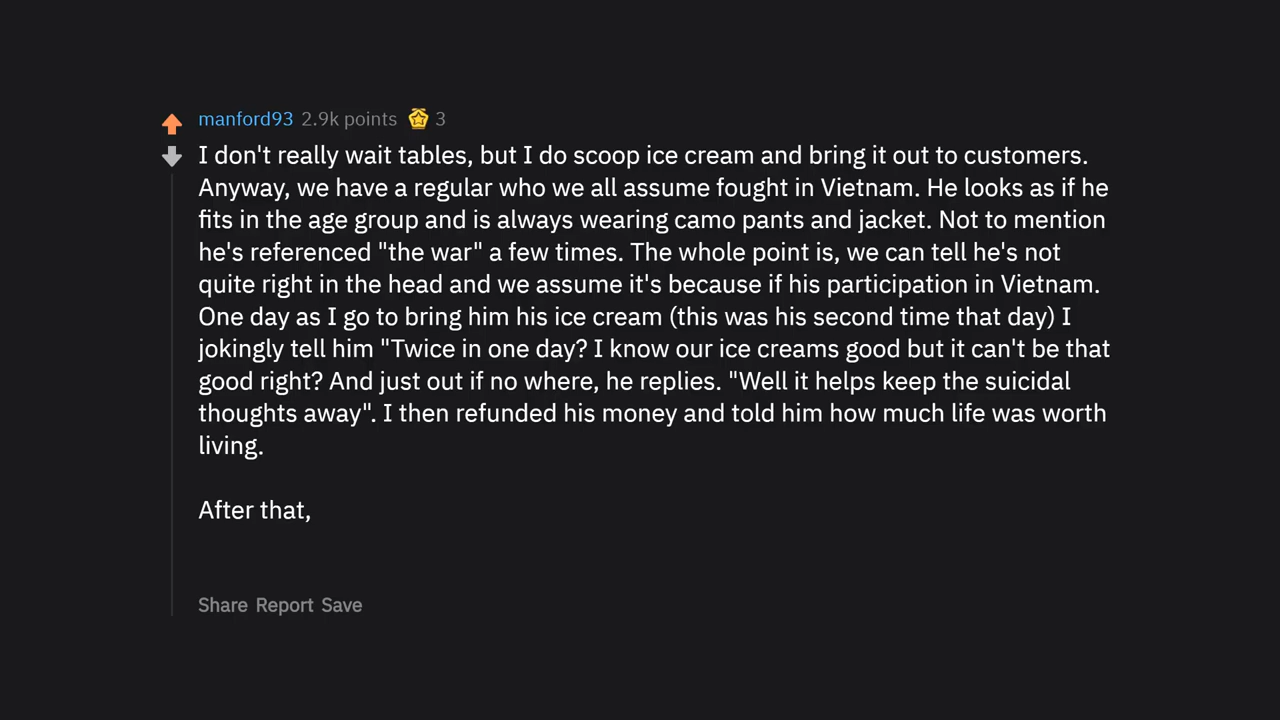 manford93 2.9k points 3
I don't really wait tables, but I do scoop ice cream and bring it out to customers.
Anyway, we have a regular who we all assume fought in Vietnam. He looks as if he
fits in the age group and is always wearing camo pants and jacket. Not to mention
he's referenced "the war" a few times. The whole point is, we can tell he's not
quite right in the head and we assume it's because if his participation in Vietnam.
One day as I go to bring him his ice cream (this was his second time that day) I
jokingly tell him "Twice in one day? I know our ice creams good but it can't be that
good right? And just out if no where, he replies. "Well it helps keep the suicidal
thoughts away". I then refunded his money and told him how much life was worth
living.
After that,
Share Report Save